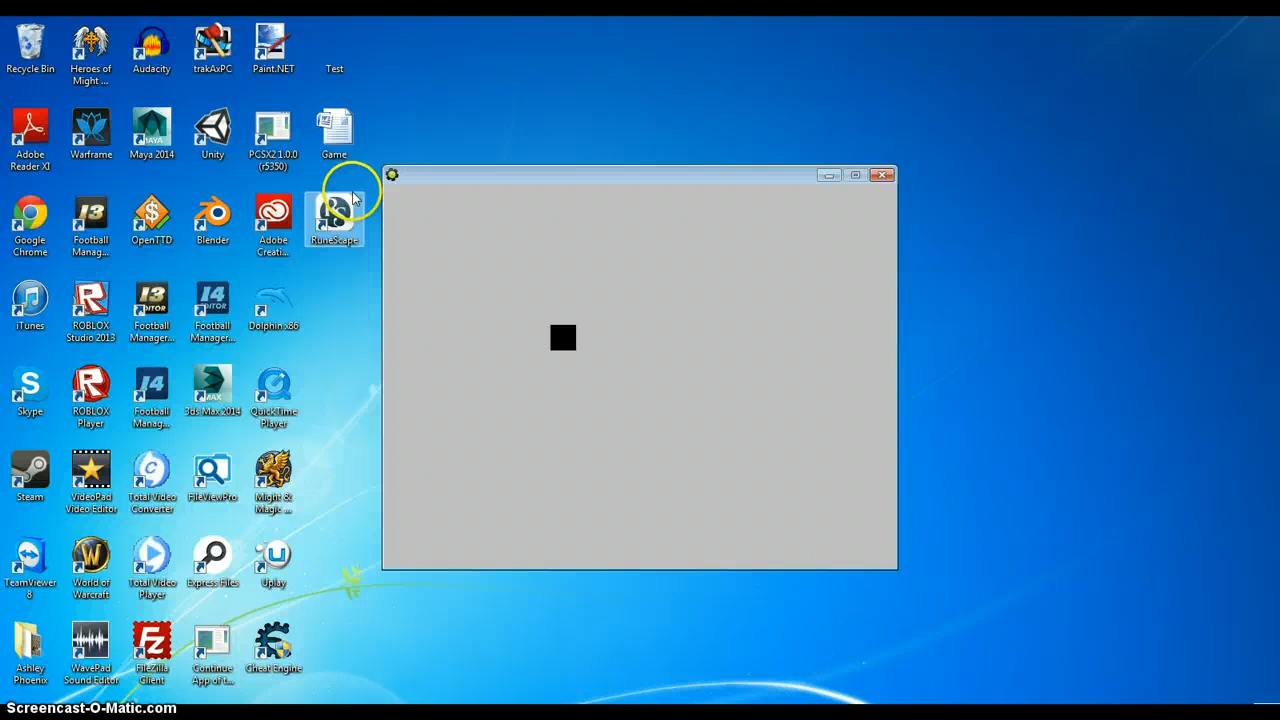 Recycle Bin
Heroes of
Might ...
Audacity
trakAxPC
Paint.NET
Test
Adobe
Reader XI
Warframe
Maya 2014
Unity
PCSX2 1.0.0
(r5350)
Game
Google
Chrome
Football
Manag...
OpenTTD
Blender
Adobe
Creati...
RuneScape
iTunes
ROBLOX
Studio 2013
Football
Manager...
Football
Manager...
Dolphin x86
Skype
ROBLOX
Player
Football
Manag...
3ds Max 2014
QuickTime
Player
Steam
VideoPad
Video Editor
Total Video
Converter
FileViewPro
Might &
Magic ...
TeamViewer
8
World of
Warcraft
Total Video
Player
Express Files
Uplay
Ashley
Phoenix
WavePad
Sound Editor
FileZilla
Client
Continue
App of t...
Cheat Engine
Screencast-O-Matic.com